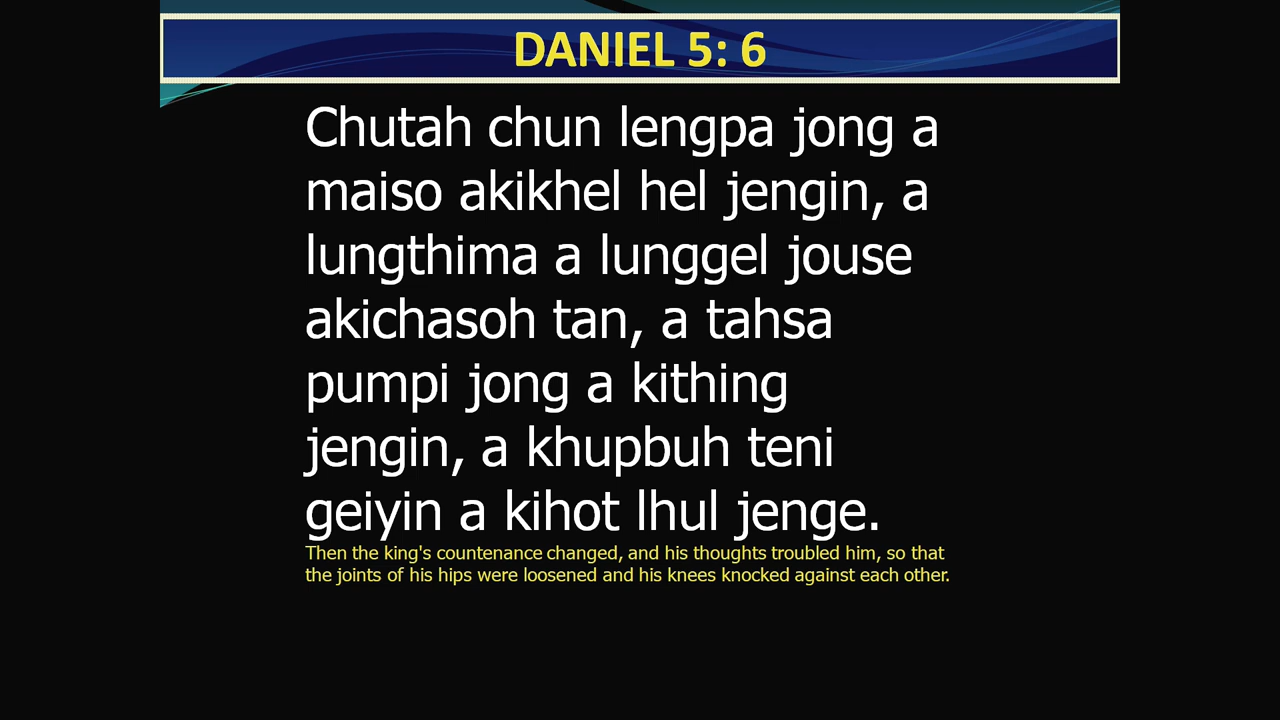 DANIEL 5: 6
Chutah chun lengpa jong a
maiso akikhel hel jengin, a
lungthima a lunggel jouse
akichasoh tan, a tahsa
pumpi jong a kithing
jengin, a khupbuh teni
geiyin a kihot lhul jenge.
Then the king's countenance changed, and his thoughts troubled him, so that
the joints of his hips were loosened and his knees knocked against each other.